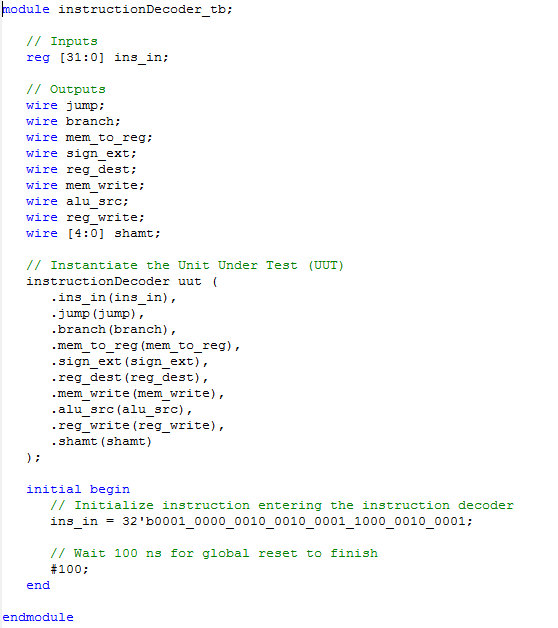 module instructionDecoder_tb;
// Inputs
reg [31:0] ins_in;
// Outputs
wire jump;
wire branch;
wire mem_to_reg;
wire sign_ext;
wire reg_dest;
wire mem_write;
wire alu_src;
wire reg_write;
wire [4:0] shamt;
// Instantiate the Unit Under Test (UUT)
instructionDecoder uut (
.ins_in(ins_in),
.jump(jump),
.branch(branch),
.mem_to_reg(mem_to_reg),
.sign_ext(sign_ext),
.reg_dest(reg_dest),
.mem_write(mem_write),
.alu_src(alu_src),
.reg_write(reg_write),
.shamt(shamt)
);
initial begin
// Initialize instruction entering the instruction decoder
ins_in = 32'b0001_0000_0010_0010_0001_1000_0010_0001;
// Wait 100 ns for global reset to finish
#100;
end
endmodule